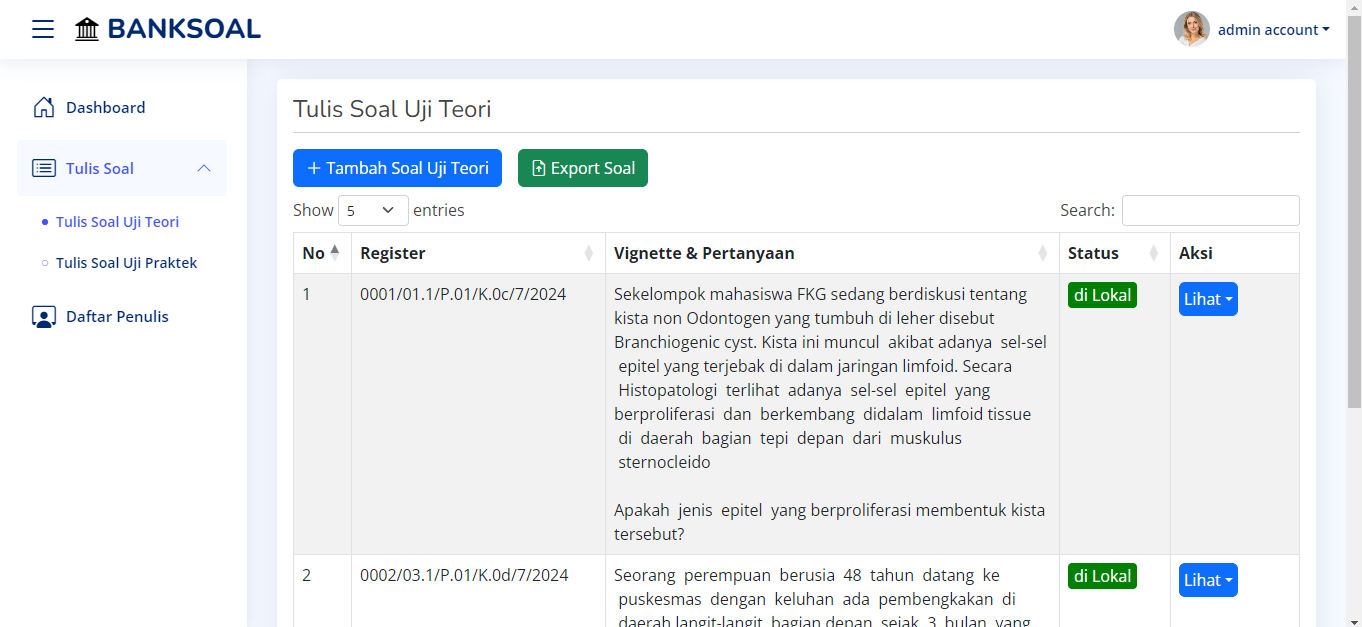 BANKSOAL
admin account
Dashboard
Tulis Soal
Tulis Soal Uji Teori
Tulis Soal Uji Praktek
Daftar Penulis
Tulis Soal Uji Teori
+ Tambah Soal Uji Teori Export Soal
Show 5 entries Search:
No Register Vignette & Pertanyaan Status Aksi
1 0001/01.1/P.01/K.0c/7/2024 Sekelompok mahasiswa FKG sedang berdiskusi tentang di Lokal Lihat
kista non Odontogen yang tumbuh di leher disebut
Branchiogenic cyst. Kista ini muncul akibat adanya sel-sel
epitel yang terjebak di dalam jaringan limfoid. Secara
Histopatologi terlihat adanya sel-sel epitel yang
berproliferasi dan berkembang didalam limfoid tissue
di daerah bagian tepi depan dari muskulus
sternocleido
Apakah jenis epitel yang berproliferasi membentuk kista
tersebut?
2 0002/03.1/P.01/K.0d/7/2024 Seorang perempuan berusia 48 tahun datang ke di Lokal Lihat
puskesmas dengan keluhan ada pembengkakan di
daerah langit-langit bagian depan sejak 3 bulan yang